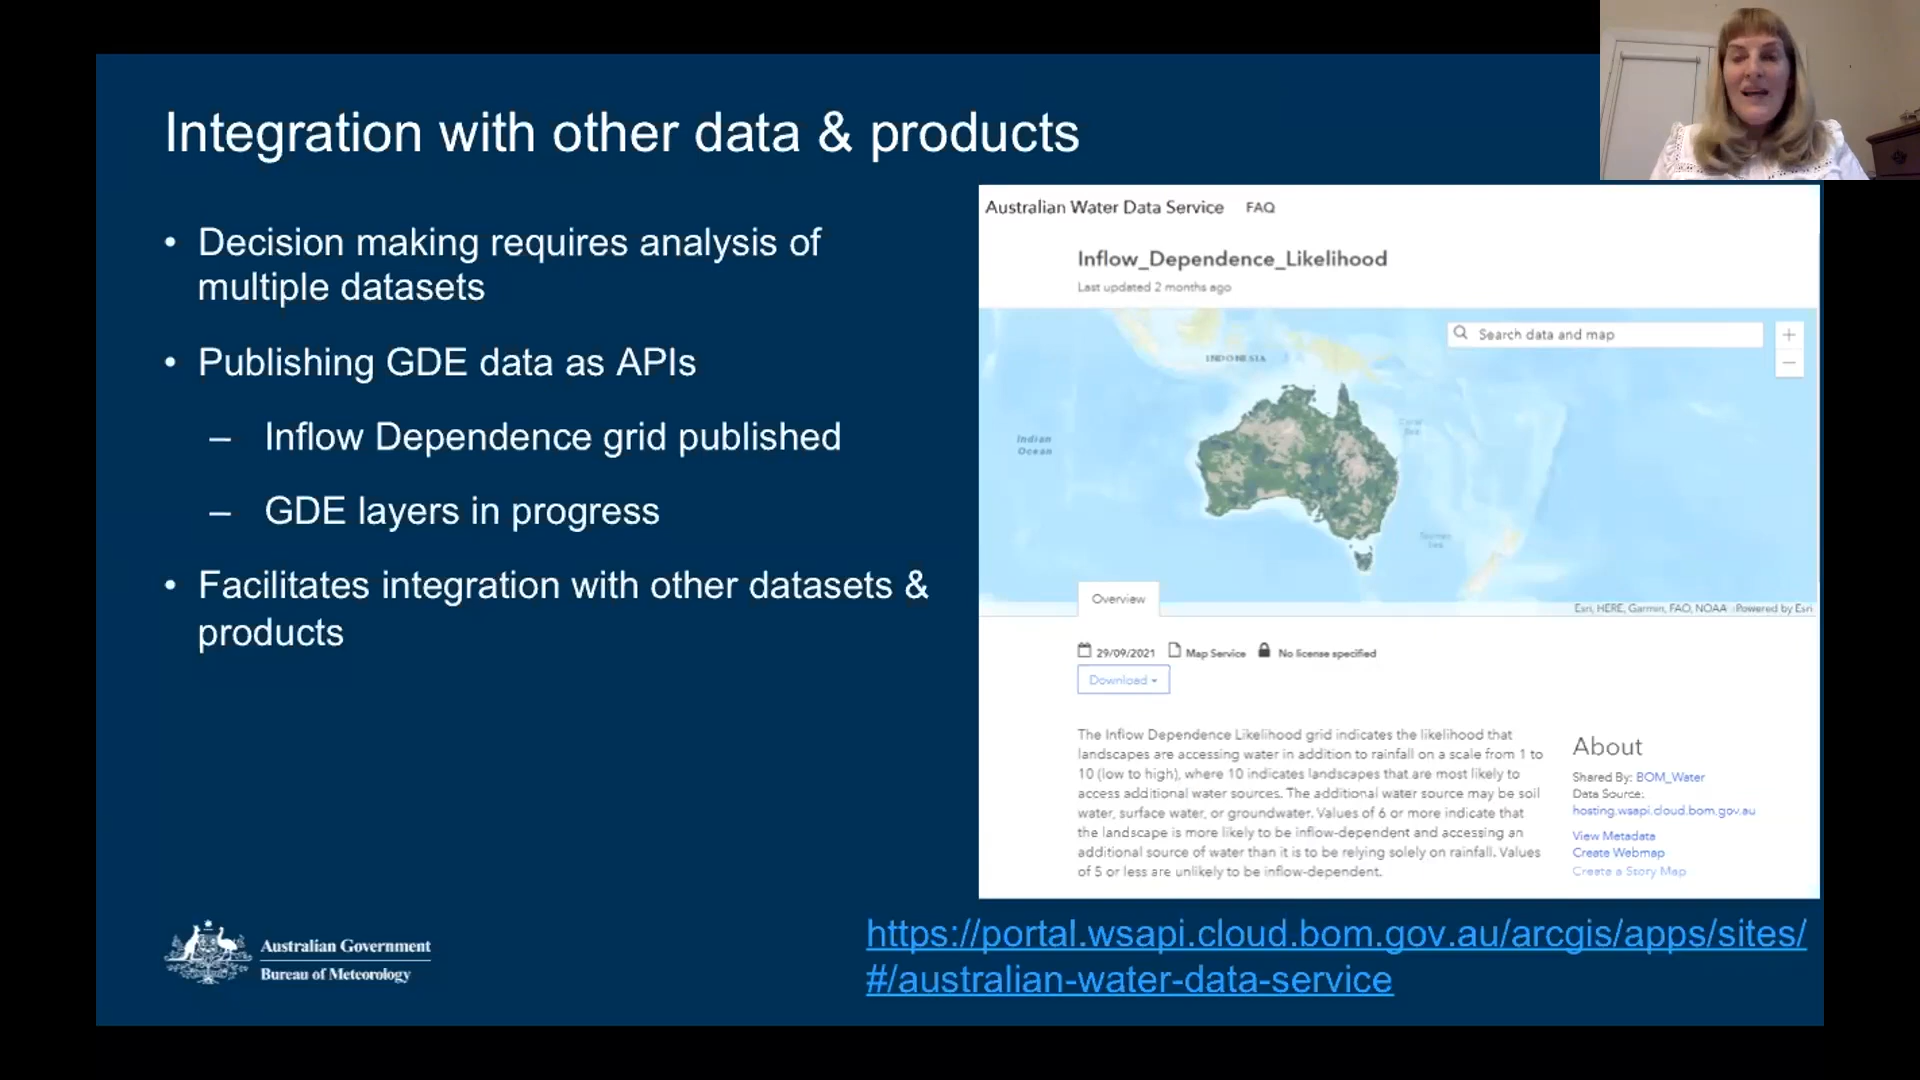 Integration with other data & products
• Decision making requires analysis of
multiple datasets
• Publishing GDE data as APIs
– Inflow Dependence grid published
– GDE layers in progress
• Facilitates integration with other datasets &
products
Australian Government
Bureau of Meteorology
Australian Water Data Service FAQ
Inflow_Dependence_Likelihood
Last updated 2 months ago
Search data and map
+
−
INDONESIA
Indian
Ocean
Coral
Sea
Tasman
Sea
Esri, HERE, Garmin, FAO, NOAA | Powered by Esri
Overview
29/09/2021 Map Service No license specified
Download
The Inflow Dependence Likelihood grid indicates the likelihood that
landscapes are accessing water in addition to rainfall on a scale from 1 to
10 (low to high), where 10 indicates landscapes that are most likely to
access additional water sources. The additional water source may be soil
water, surface water, or groundwater. Values of 6 or more indicate that
the landscape is more likely to be inflow-dependent and accessing an
additional source of water than it is to be relying solely on rainfall. Values
of 5 or less are unlikely to be inflow-dependent.
About
Shared By: BOM_Water
Data Source:
hosting.wsapi.cloud.bom.gov.au
View Metadata
Create Webmap
Create a Story Map
https://portal.wsapi.cloud.bom.gov.au/arcgis/apps/sites/
#/australian-water-data-service